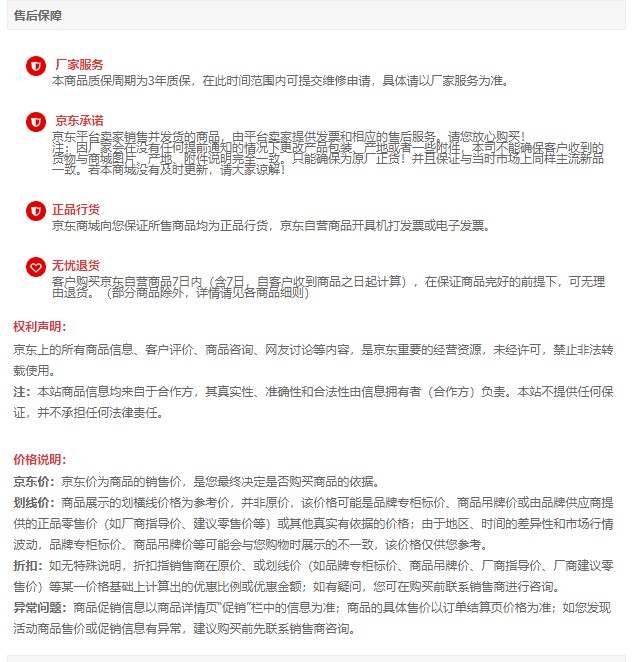 售后保障
厂家服务
本商品质保周期为3年质保，在此时间范围内可提交维修申请，具体请以厂家服务为准。
京东承诺
京东平台卖家销售并发货的商品，由平台卖家提供发票和相应的售后服务。请您放心购买！
注：因厂家会在没有任何提前通知的情况下更改产品包装、产地或者一些附件，本司不能确保客户收到的
货物与商城图片、产地、附件说明完全一致。只能确保为原厂正货！并且保证与当时市场上同样主流新品
一致。若本商城没有及时更新，请大家谅解！
正品行货
京东商城向您保证所售商品均为正品行货，京东自营商品开具机打发票或电子发票。
无忧退货
客户购买京东自营商品7日内（含7日，自客户收到商品之日起计算），在保证商品完好的前提下，可无理
由退货。（部分商品除外，详情请见各商品细则）
权利声明：
京东上的所有商品信息、客户评价、商品咨询、网友讨论等内容，是京东重要的经营资源，未经许可，禁止非法转
载使用。
注：本站商品信息均来自于合作方，其真实性、准确性和合法性由信息拥有者（合作方）负责。本站不提供任何保
证，并不承担任何法律责任。
价格说明：
京东价：京东价为商品的销售价，是您最终决定是否购买商品的依据。
划线价：商品展示的划横线价格为参考价，并非原价，该价格可能是品牌专柜标价、商品吊牌价或由品牌供应商提
供的正品零售价（如厂商指导价、建议零售价等）或其他真实有依据的价格；由于地区、时间的差异性和市场行情
波动，品牌专柜标价、商品吊牌价等可能会与您购物时展示的不一致，该价格仅供您参考。
折扣：如无特殊说明，折扣指销售商在原价、或划线价（如品牌专柜标价、商品吊牌价、厂商指导价、厂商建议零
售价）等某一价格基础上计算出的优惠比例或优惠金额；如有疑问，您可在购买前联系销售商进行咨询。
异常问题：商品促销信息以商品详情页“促销”栏中的信息为准；商品的具体售价以订单结算页价格为准；如您发现
活动商品售价或促销信息有异常，建议购买前先联系销售商咨询。